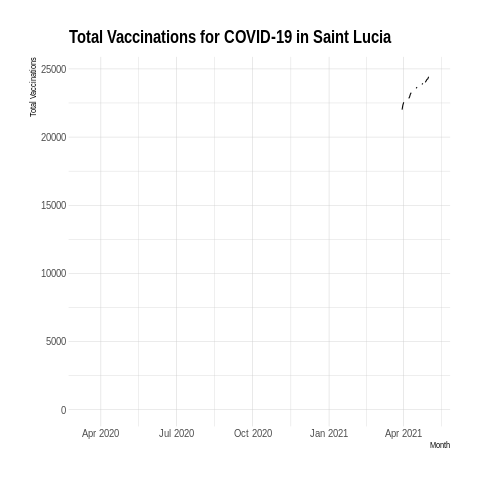 Total Vaccinations for COVID-19 in Saint Lucia
Total Vaccinations
25000
20000
15000
10000
5000
0
Apr 2020 Jul 2020 Oct 2020 Jan 2021 Apr 2021
Month